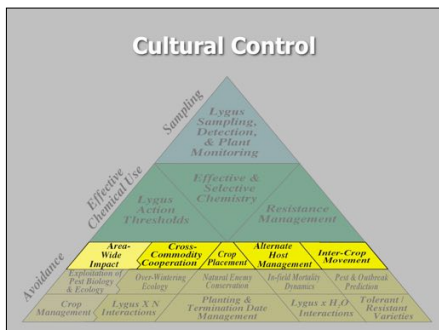 Cultural Control
Sampling
Lygus
Sampling,
Detection,
& Plant
Monitoring
Effective
Chemical Use
Lygus
Action
Thresholds
Effective &
Selective
Chemistry
Resistance
Management
Avoidance
Area-
Wide
Impact
Cross-
Commodity
Cooperation
Crop
Placement
Alternate
Host
Management
Inter-Crop
Movement
Exploitation of
Pest Biology
& Ecology
Over-Wintering
Ecology
Natural Enemy
Conservation
In-field Mortality
Dynamics
Pest & Outbreak
Prediction
Crop
Management
Lygus X N
Interactions
Planting &
Termination Date
Management
Lygus x H2O
Interactions
Tolerant /
Resistant
Varieties